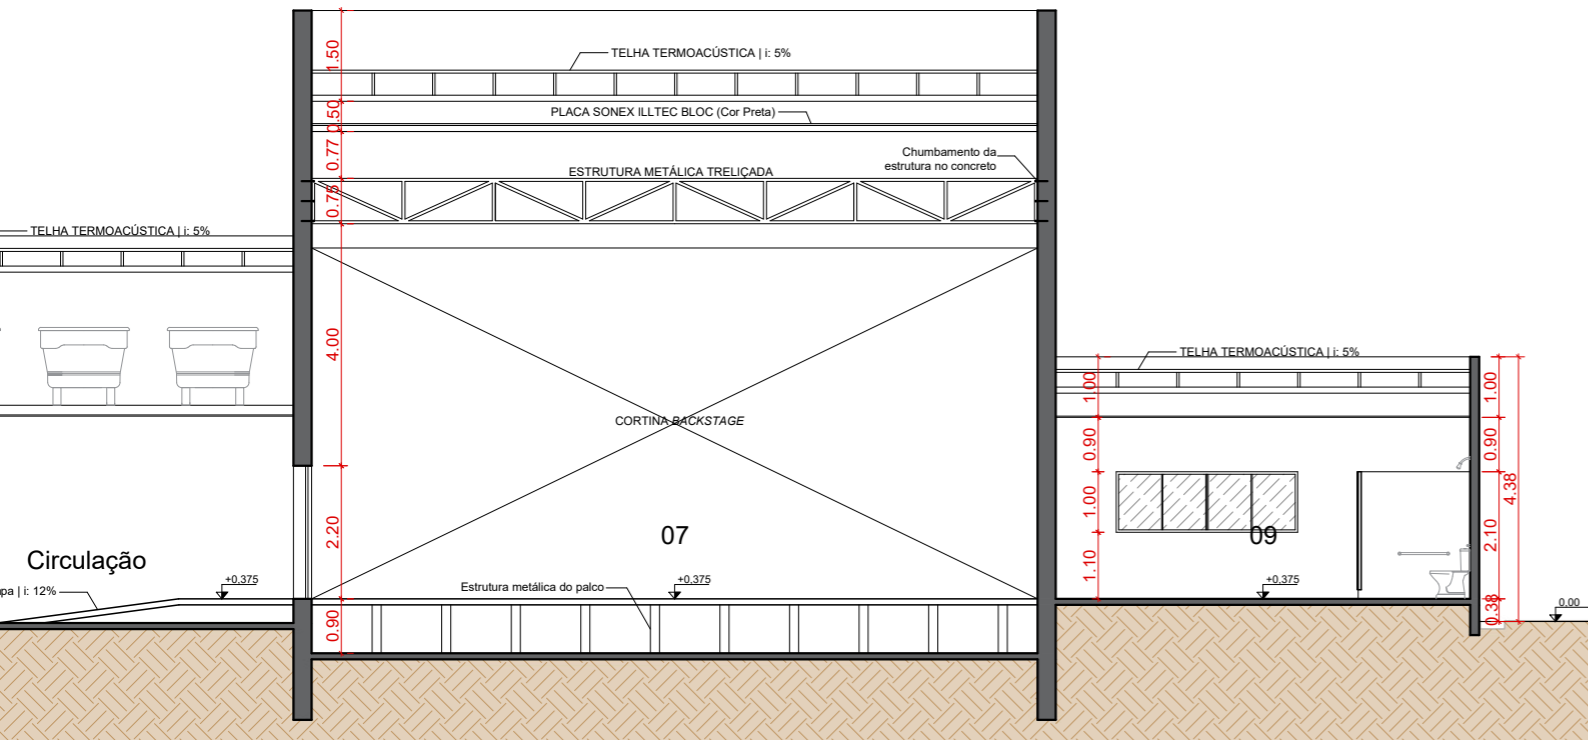 1.50
TELHA TERMOACÚSTICA | i: 5%
0.50
PLACA SONEX ILLTEC BLOC (Cor Preta)
0.77
Chumbamento da
estrutura no concreto
ESTRUTURA METÁLICA TRELIÇADA
0.75
TELHA TERMOACÚSTICA | i: 5%
4.00
TELHA TERMOACÚSTICA | i: 5%
1.00
1.00
CORTINA BACKSTAGE
0.90
0.90
4.38
1.00
2.20
07
09
2.10
1.10
Circulação
+0,375
+0,375
+0,375
pa | i: 12%
Estrutura metálica do palco
0.90
0.38
0.00